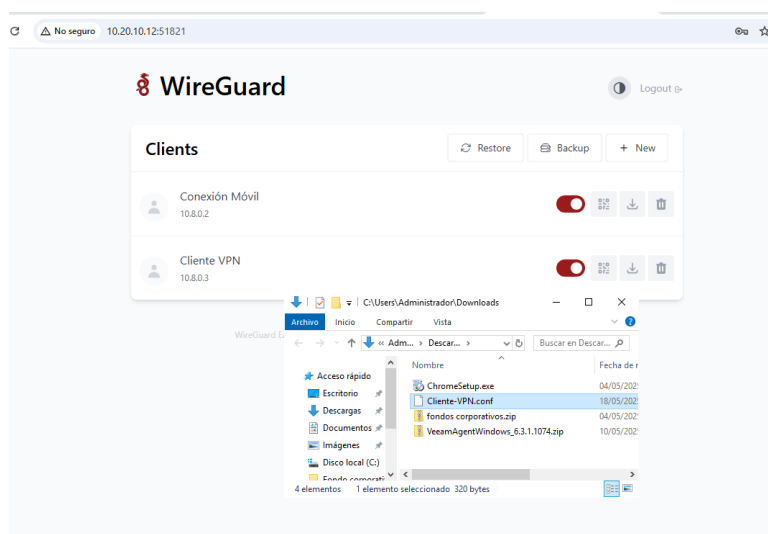 No seguro 10.20.10.12:51821
WireGuard
Logout
Clients
Restore Backup + New
Conexión Móvil
10.8.0.2
Cliente VPN
10.8.0.3
WireGuard
C:\Users\Administrador\Downloads
Archivo Inicio Compartir Vista
« Adm... › Descar... › Buscar en Descar...
Nombre Fecha de
Acceso rápido
Escritorio
Descargas
Documentos
Imágenes
Disco local (C:)
ChromeSetup.exe 04/05/202
Cliente-VPN.conf 18/05/202
fondos corporativos.zip 04/05/202
VeeamAgentWindows_6.3.1.1074.zip 10/05/202
4 elementos 1 elemento seleccionado 320 bytes